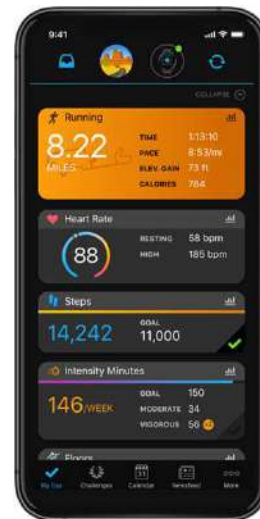 9:41
COLLAPSE
Running
8.22
MILES
TIME 1:13:10
PACE 8:53/mi
ELEV. GAIN 73 ft
CALORIES 764
Heart Rate
88
RESTING 58 bpm
HIGH 185 bpm
Steps
14,242
GOAL
11,000
Intensity Minutes
146/WEEK
GOAL 150
MODERATE 34
VIGOROUS 56 x2
Floors
My Day Challenges Calendar Newsfeed More
31